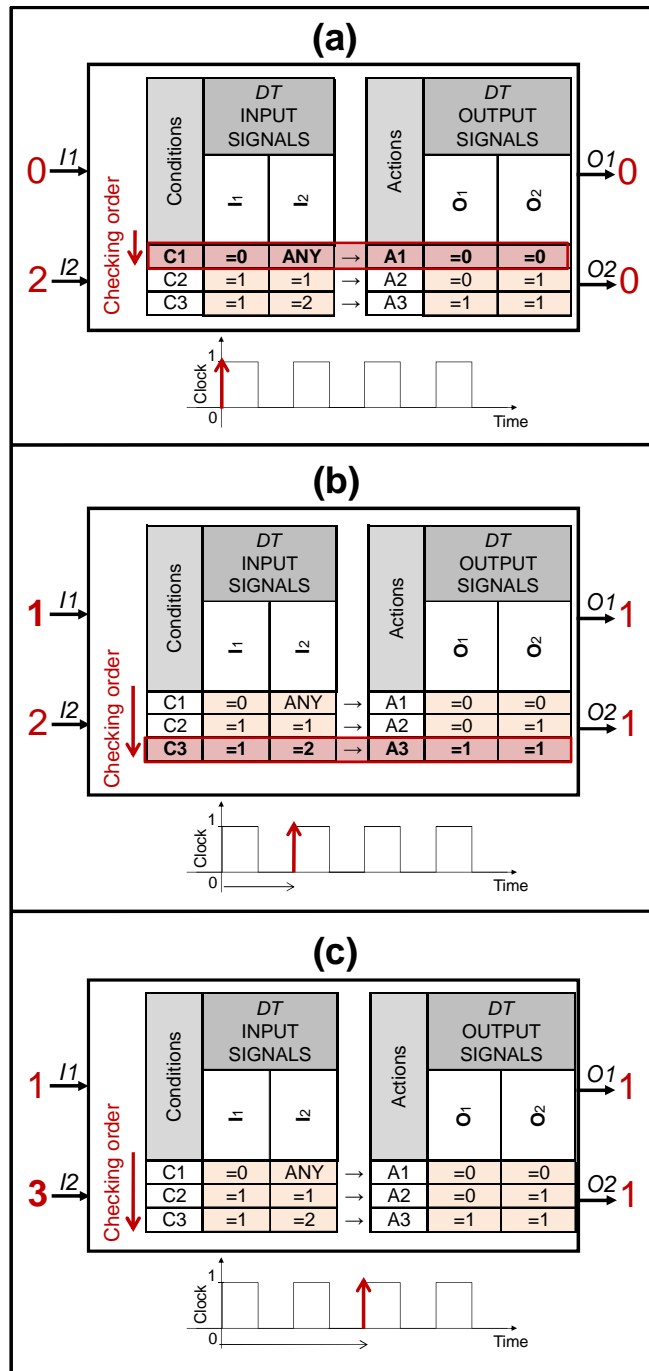 (a)
DT DT
Conditions INPUT Actions OUTPUT
SIGNALS SIGNALS
0 I1 O1 0
I1 I2 O1 O2
Checking order
C1 =0 ANY → A1 =0 =0
2 I2 C2 =1 =1 → A2 =0 =1 O2 0
C3 =1 =2 → A3 =1 =1
1
Clock
0 Time
(b)
DT DT
Conditions INPUT Actions OUTPUT
SIGNALS SIGNALS
1 I1 O1 1
I1 I2 O1 O2
Checking order
C1 =0 ANY → A1 =0 =0
2 I2 C2 =1 =1 → A2 =0 =1 O2 1
C3 =1 =2 → A3 =1 =1
1
Clock
0 Time
(c)
DT DT
Conditions INPUT Actions OUTPUT
SIGNALS SIGNALS
1 I1 O1 1
I1 I2 O1 O2
Checking order
C1 =0 ANY → A1 =0 =0
3 I2 C2 =1 =1 → A2 =0 =1 O2 1
C3 =1 =2 → A3 =1 =1
1
Clock
0 Time